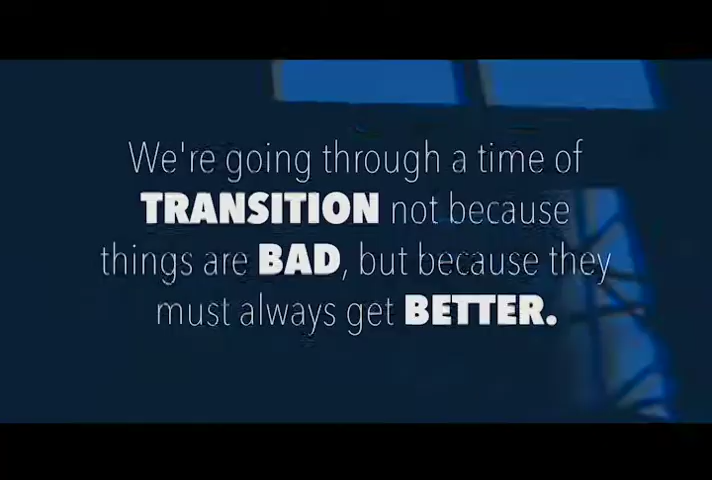 We're going through a time of
TRANSITION not because
things are BAD, but because they
must always get BETTER.